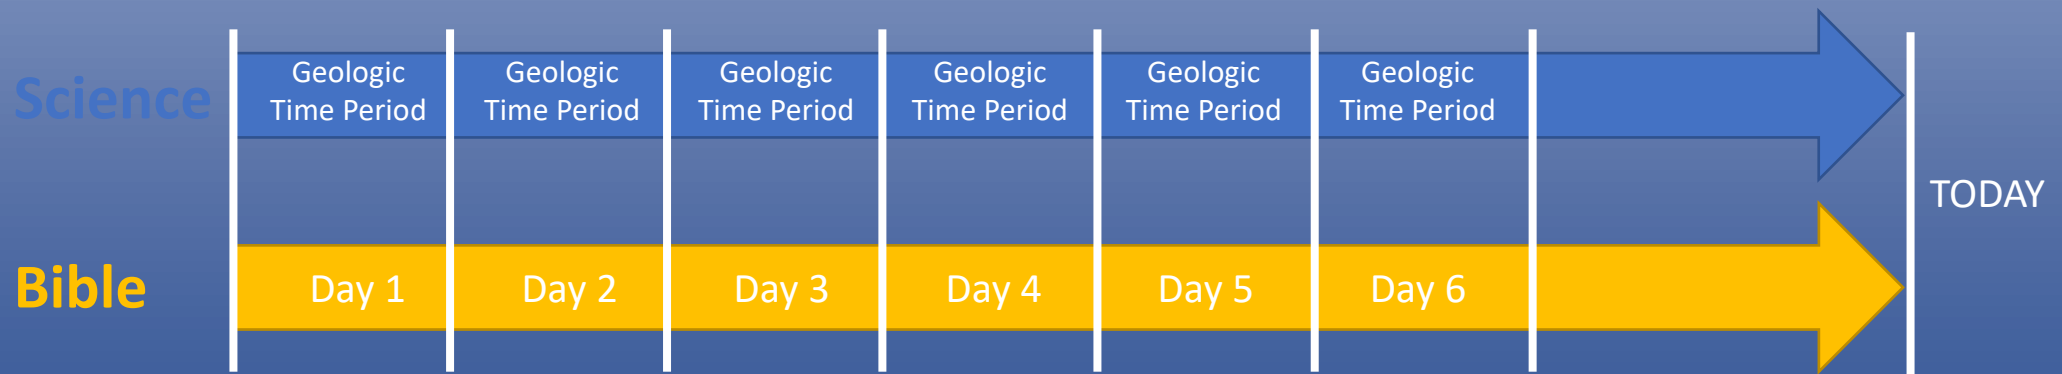 Science
Geologic
Time Period
Geologic
Time Period
Geologic
Time Period
Geologic
Time Period
Geologic
Time Period
Geologic
Time Period
TODAY
Bible
Day 1
Day 2
Day 3
Day 4
Day 5
Day 6